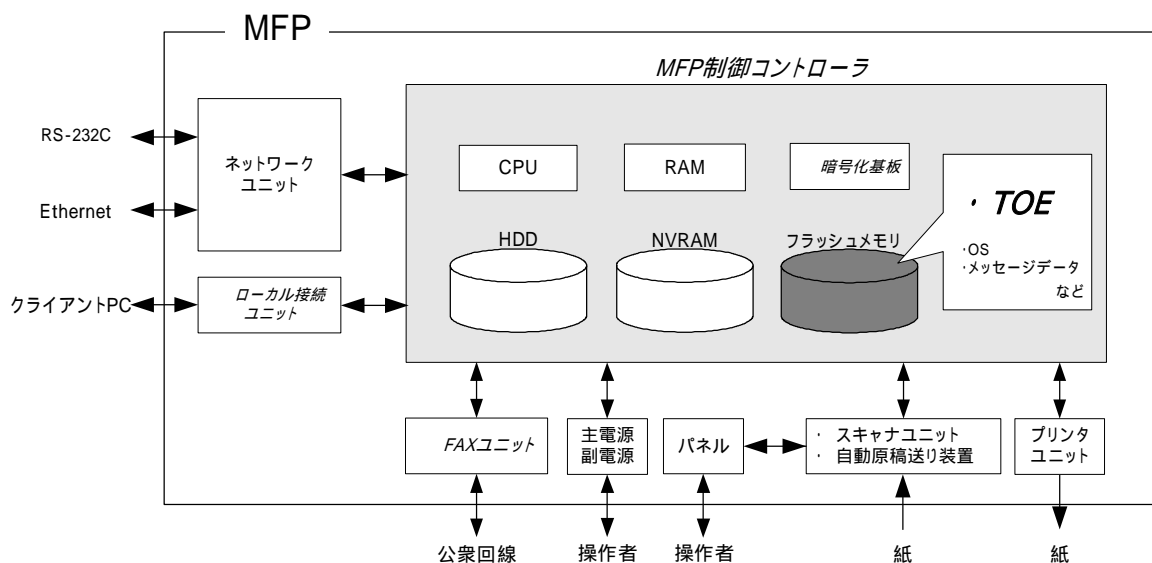 MFP
MFP制御コントローラ
RS-232C
Ethernet
ネットワーク
ユニット
CPU
RAM
暗号化基板
・ TOE
・OS
・メッセージデータ
など
HDD
NVRAM
フラッシュメモリ
クライアントPC
ローカル接続
ユニット
FAXユニット
主電源
副電源
パネル
・ スキャナユニット
・ 自動原稿送り装置
プリンタ
ユニット
公衆回線
操作者
操作者
紙
紙